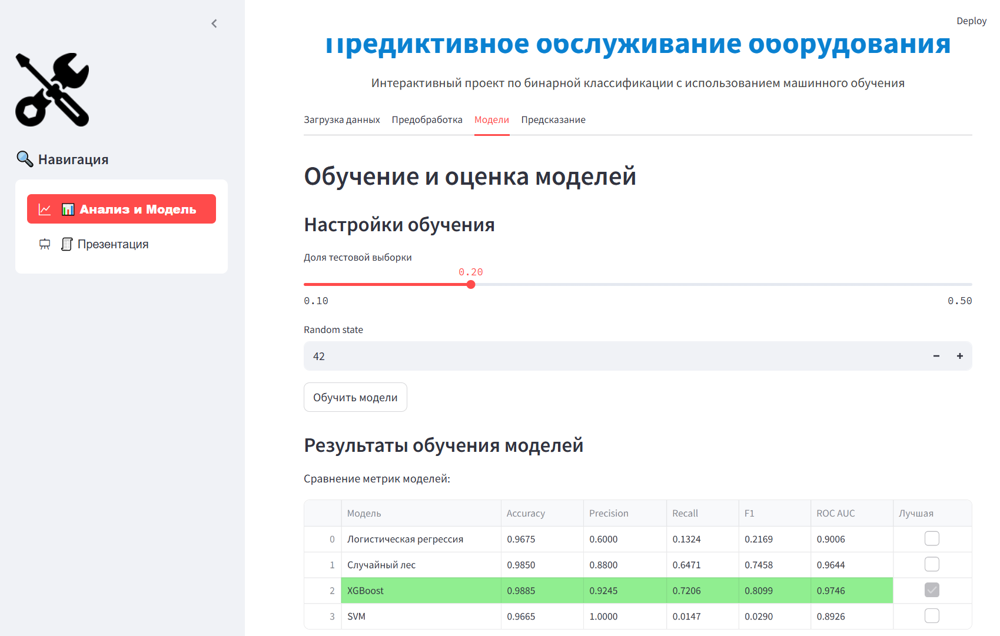 Deploy
Предиктивное обслуживание оборудования
Интерактивный проект по бинарной классификации с использованием машинного обучения
Загрузка данных Предобработка Модели Предсказание
Навигация
Анализ и Модель
Презентация
Обучение и оценка моделей
Настройки обучения
Доля тестовой выборки
0.20
0.10 0.50
Random state
42 − +
Обучить модели
Результаты обучения моделей
Сравнение метрик моделей:
Модель Accuracy Precision Recall F1 ROC AUC Лучшая
0 Логистическая регрессия 0.9675 0.6000 0.1324 0.2169 0.9006
1 Случайный лес 0.9850 0.8800 0.6471 0.7458 0.9644
2 XGBoost 0.9885 0.9245 0.7206 0.8099 0.9746
3 SVM 0.9665 1.0000 0.0147 0.0290 0.8926